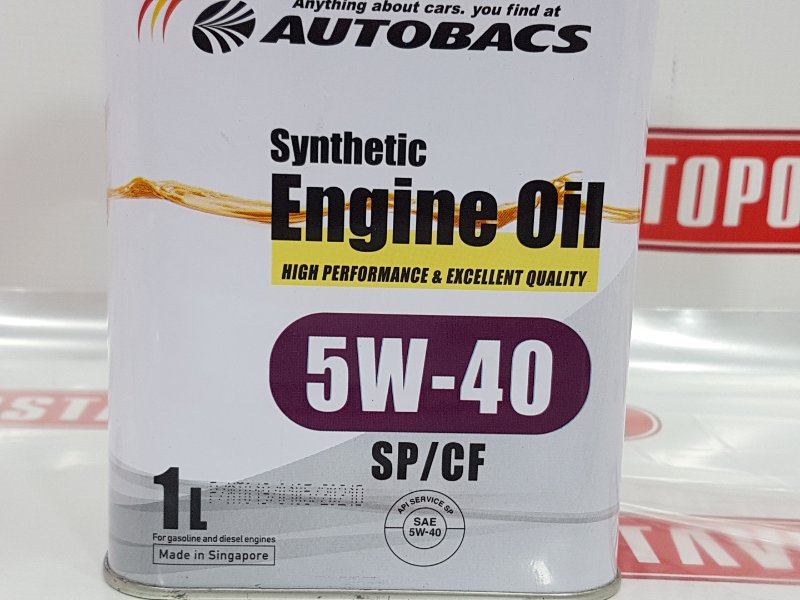 Anything about cars. you find at
AUTOBACS
Synthetic
Engine Oil
HIGH PERFORMANCE & EXCELLENT QUALITY
5W-40
SP/CF
1L
For gasoline and diesel engines
Made in Singapore
API SERVICE SP
SAE
5W-40
TOPO